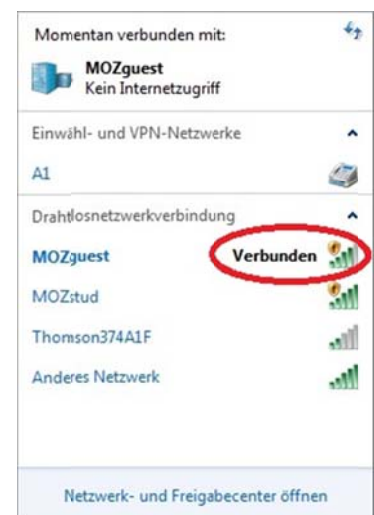 Momentan verbunden mit:
MOZguest
Kein Internetzugriff
Einwähl- und VPN-Netzwerke
A1
Drahtlosnetzwerkverbindung
MOZguest Verbunden
MOZstud
Thomson374A1F
Anderes Netzwerk
Netzwerk- und Freigabecenter öffnen